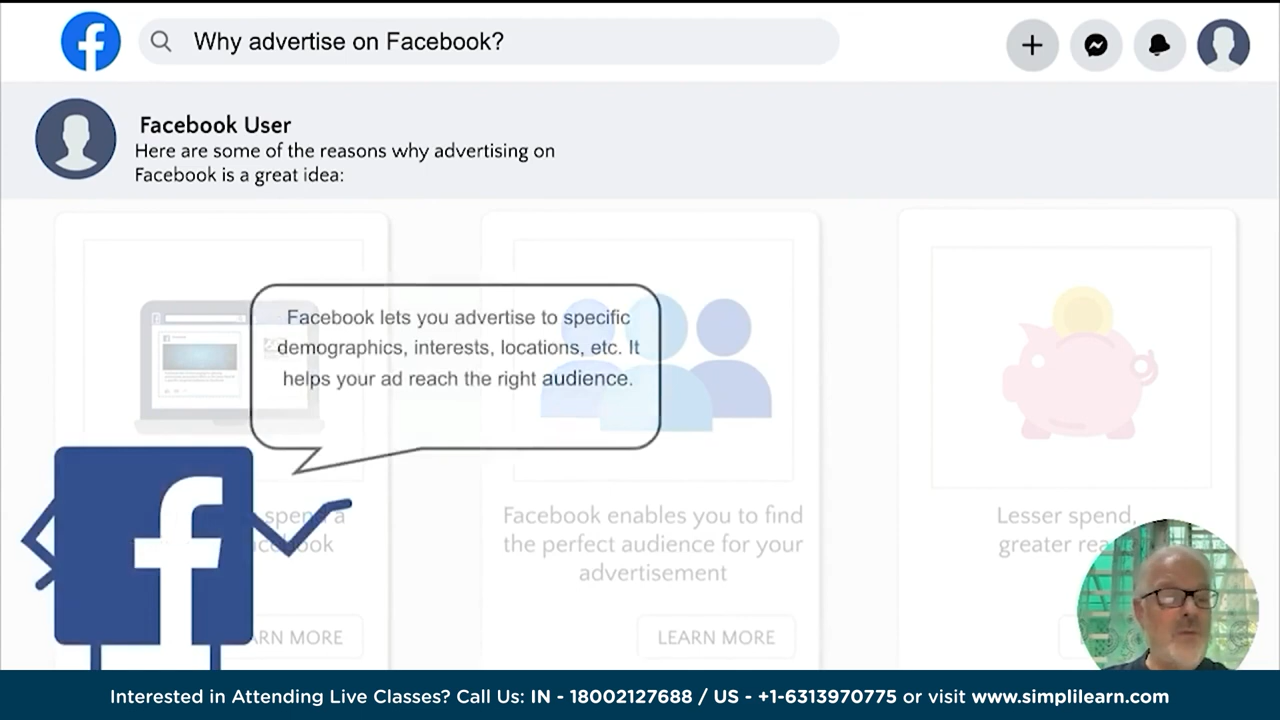 Why advertise on Facebook?
Facebook User
Here are some of the reasons why advertising on
Facebook is a great idea:
Facebook lets you advertise to specific
demographics, interests, locations, etc. It
helps your ad reach the right audience.
spend a
Facebook enables you to find
the perfect audience for your
advertisement
Lesser spend,
greater
LEARN MORE
Interested in Attending Live Classes? Call Us: IN - 18002127688 / US - +1-6313970775 or visit www.simplilearn.com